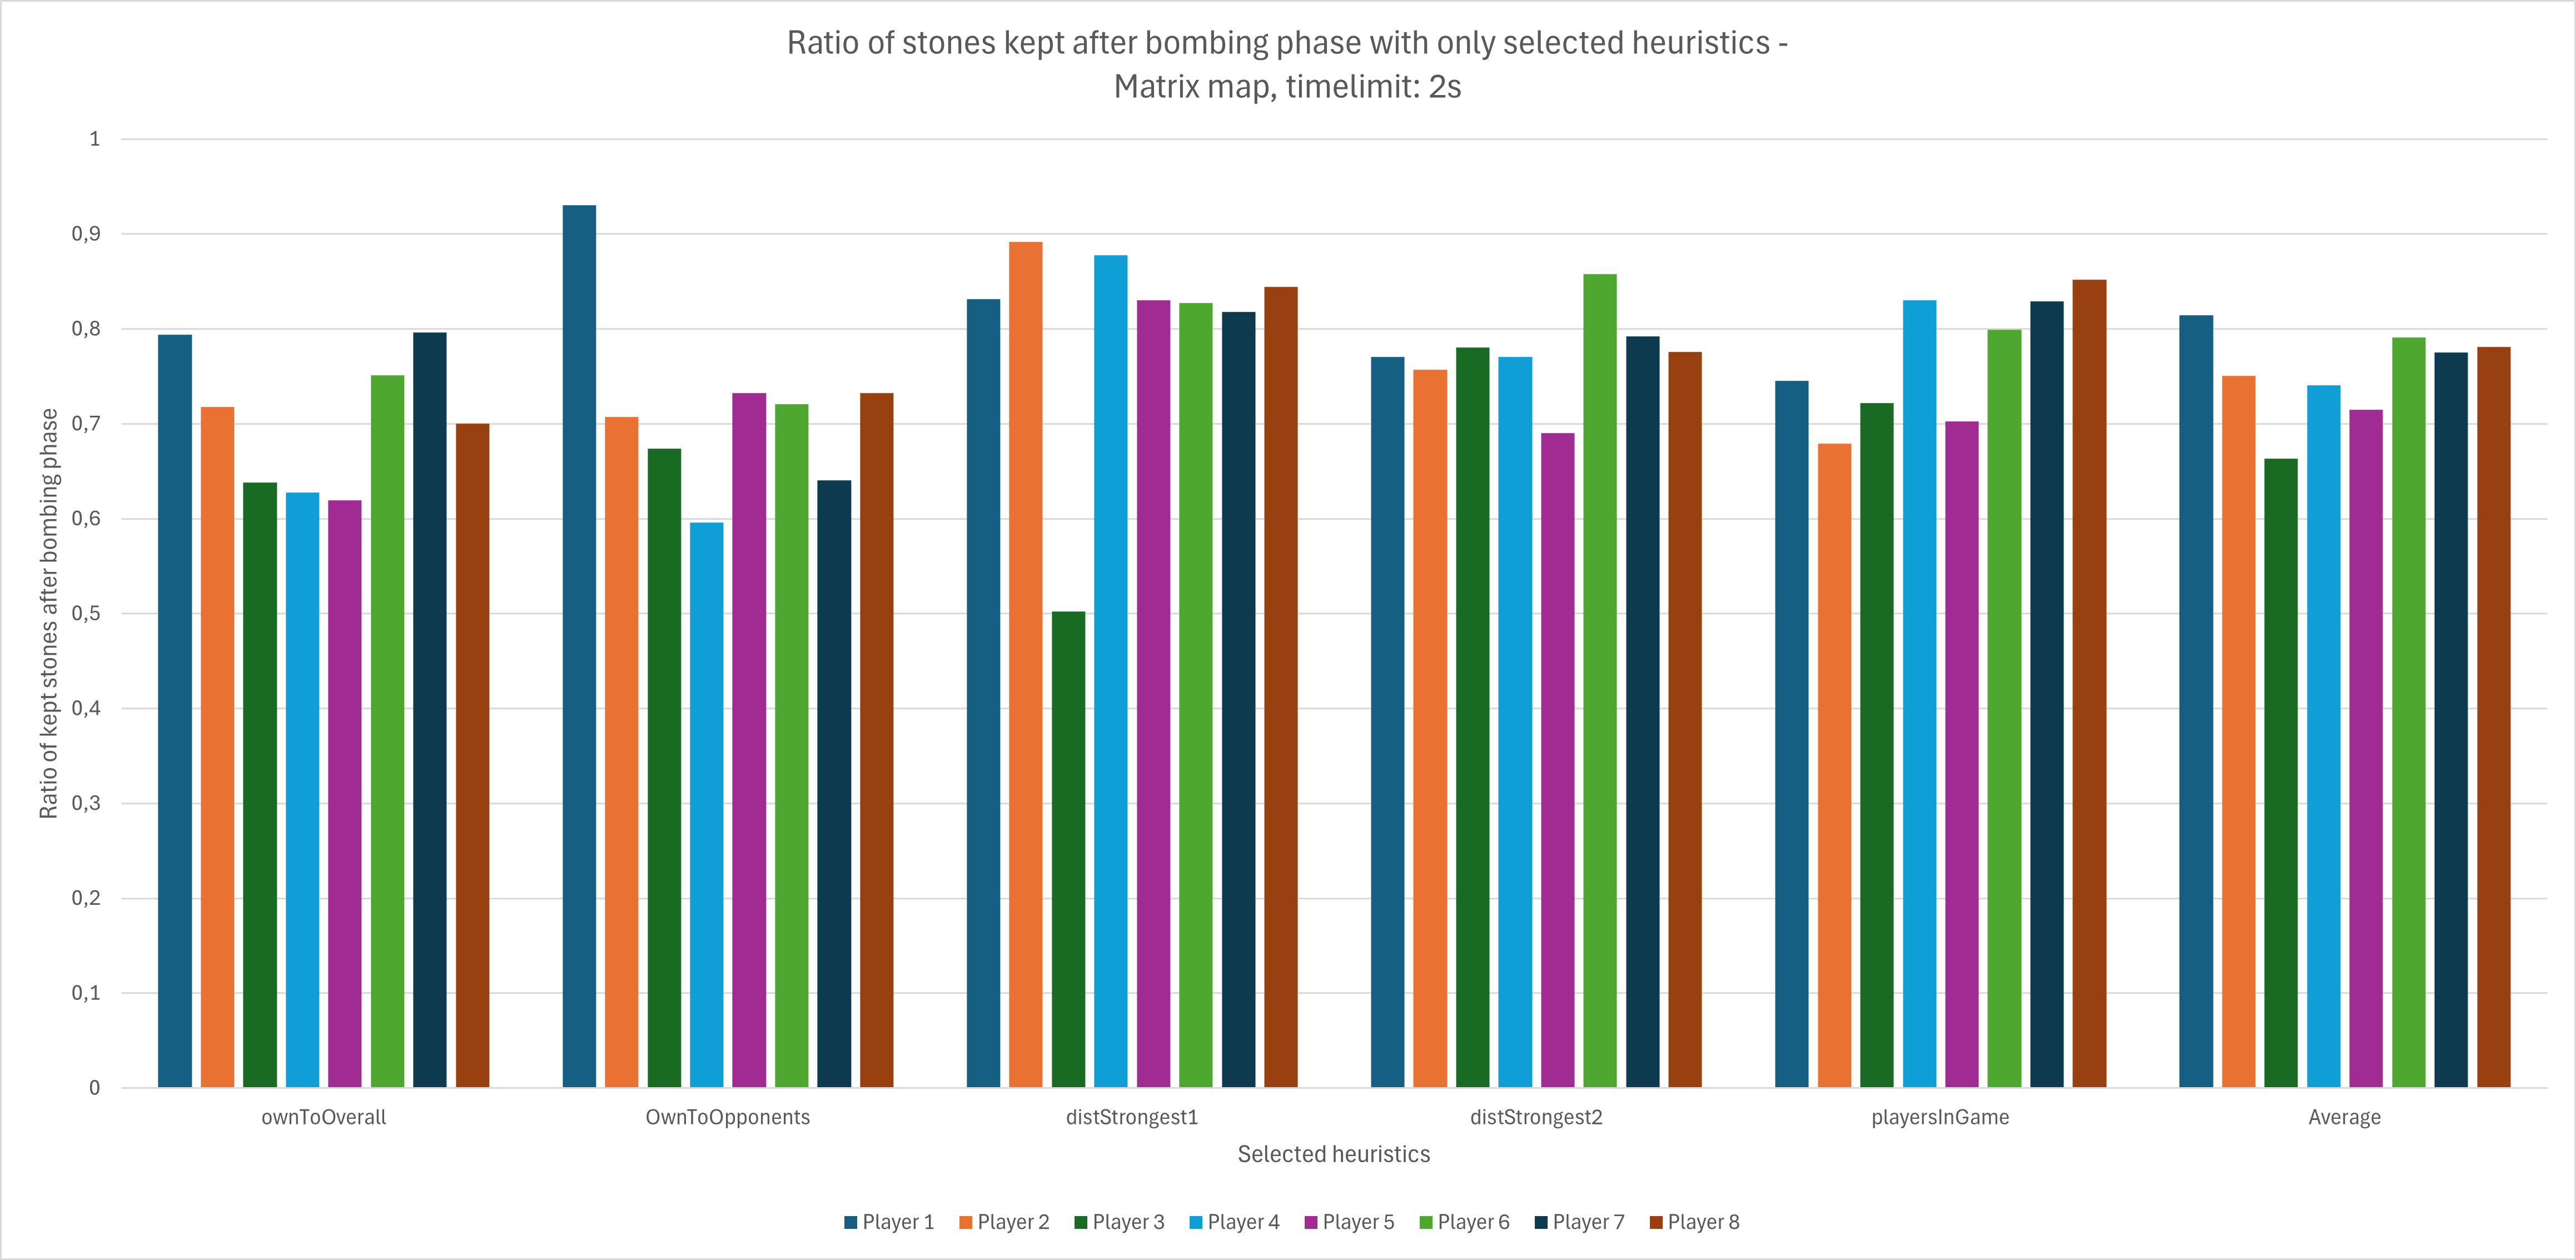 Ratio of stones kept after bombing phase with only selected heuristics -
Matrix map, timelimit: 2s
Ratio of kept stones after bombing phase
1
0,9
0,8
0,7
0,6
0,5
0,4
0,3
0,2
0,1
0
ownToOverall
OwnToOpponents
distStrongest1
distStrongest2
playersInGame
Average
Selected heuristics
Player 1
Player 2
Player 3
Player 4
Player 5
Player 6
Player 7
Player 8